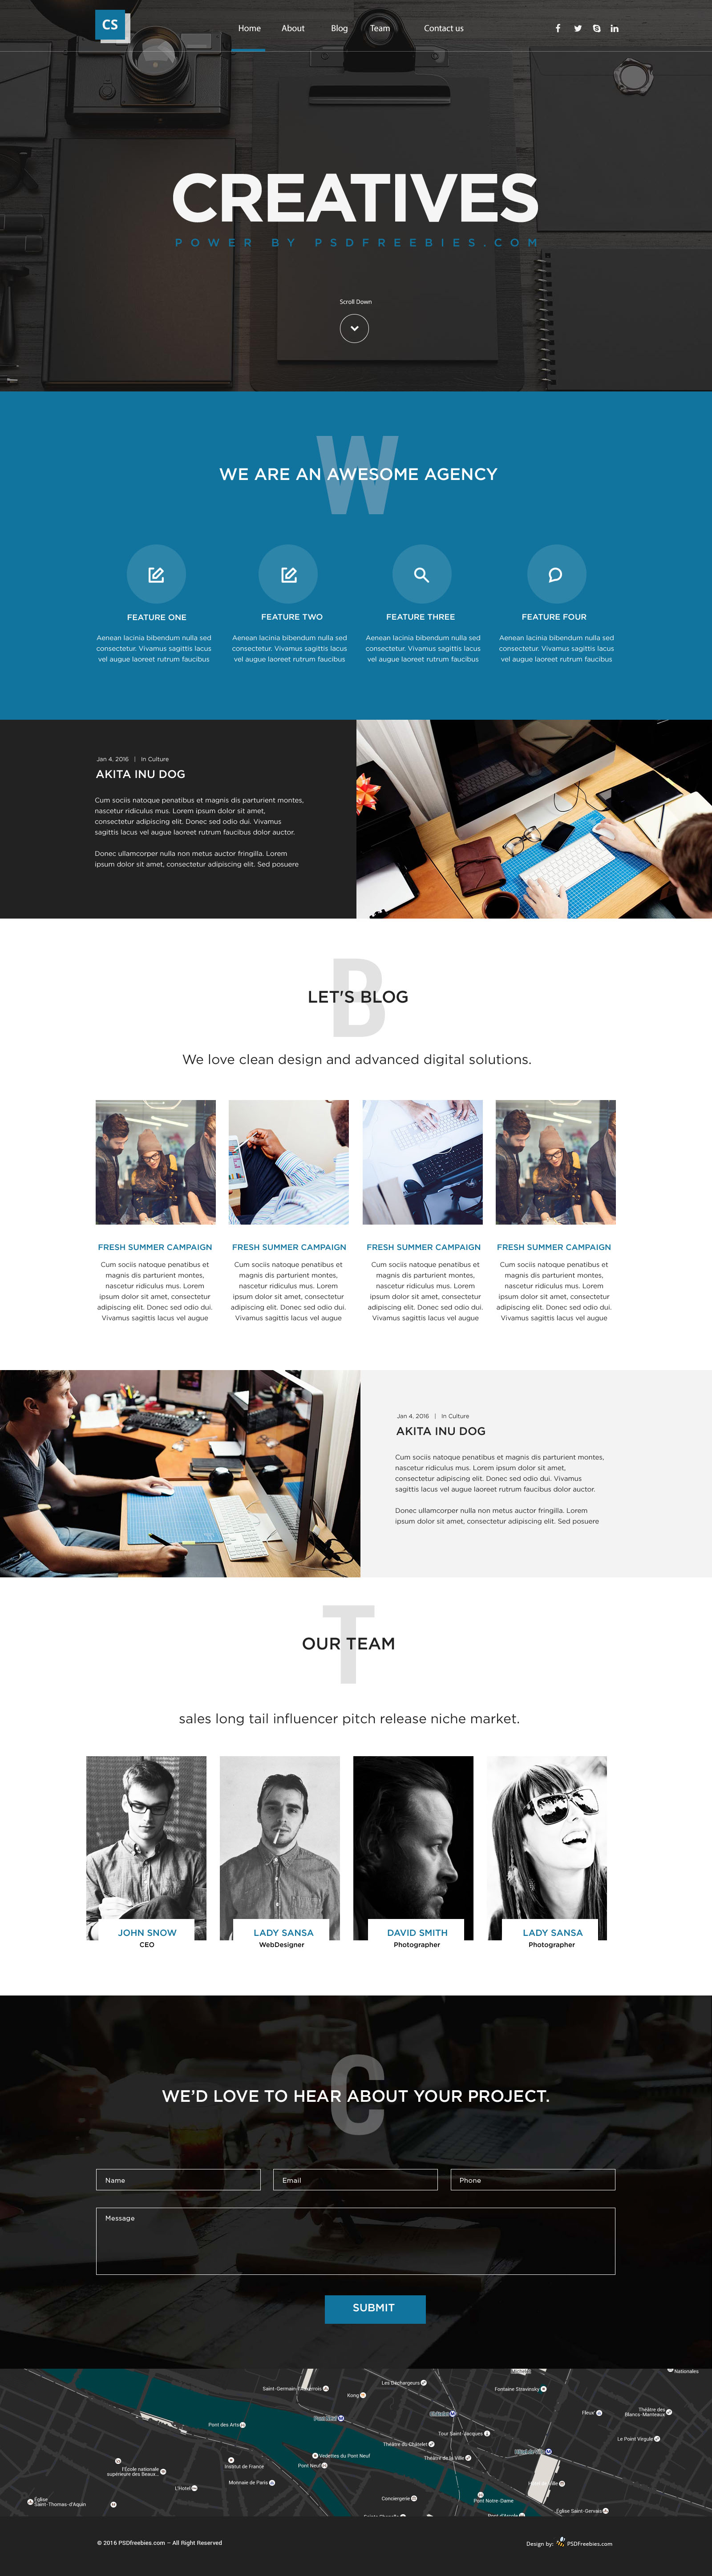 CS
Home About Blog Team Contact us
CREATIVES
POWER BY PSDFREEBIES.COM
Scroll Down
W
WE ARE AN AWESOME AGENCY
FEATURE ONE
Aenean lacinia bibendum nulla sed
consectetur. Vivamus sagittis lacus
vel augue laoreet rutrum faucibus
FEATURE TWO
Aenean lacinia bibendum nulla sed
consectetur. Vivamus sagittis lacus
vel augue laoreet rutrum faucibus
FEATURE THREE
Aenean lacinia bibendum nulla sed
consectetur. Vivamus sagittis lacus
vel augue laoreet rutrum faucibus
FEATURE FOUR
Aenean lacinia bibendum nulla sed
consectetur. Vivamus sagittis lacus
vel augue laoreet rutrum faucibus
Jan 4, 2016 | In Culture
AKITA INU DOG
Cum sociis natoque penatibus et magnis dis parturient montes,
nascetur ridiculus mus. Lorem ipsum dolor sit amet,
consectetur adipiscing elit. Donec sed odio dui. Vivamus
sagittis lacus vel augue laoreet rutrum faucibus dolor auctor.
Donec ullamcorper nulla non metus auctor fringilla. Lorem
ipsum dolor sit amet, consectetur adipiscing elit. Sed posuere
B
LET'S BLOG
We love clean design and advanced digital solutions.
FRESH SUMMER CAMPAIGN
Cum sociis natoque penatibus et
magnis dis parturient montes,
nascetur ridiculus mus. Lorem
ipsum dolor sit amet, consectetur
adipiscing elit. Donec sed odio dui.
Vivamus sagittis lacus vel augue
FRESH SUMMER CAMPAIGN
Cum sociis natoque penatibus et
magnis dis parturient montes,
nascetur ridiculus mus. Lorem
ipsum dolor sit amet, consectetur
adipiscing elit. Donec sed odio dui.
Vivamus sagittis lacus vel augue
FRESH SUMMER CAMPAIGN
Cum sociis natoque penatibus et
magnis dis parturient montes,
nascetur ridiculus mus. Lorem
ipsum dolor sit amet, consectetur
adipiscing elit. Donec sed odio dui.
Vivamus sagittis lacus vel augue
FRESH SUMMER CAMPAIGN
Cum sociis natoque penatibus et
magnis dis parturient montes,
nascetur ridiculus mus. Lorem
ipsum dolor sit amet, consectetur
adipiscing elit. Donec sed odio dui.
Vivamus sagittis lacus vel augue
Jan 4, 2016 | In Culture
AKITA INU DOG
Cum sociis natoque penatibus et magnis dis parturient montes,
nascetur ridiculus mus. Lorem ipsum dolor sit amet,
consectetur adipiscing elit. Donec sed odio dui. Vivamus
sagittis lacus vel augue laoreet rutrum faucibus dolor auctor.
Donec ullamcorper nulla non metus auctor fringilla. Lorem
ipsum dolor sit amet, consectetur adipiscing elit. Sed posuere
T
OUR TEAM
sales long tail influencer pitch release niche market.
JOHN SNOW
CEO
LADY SANSA
WebDesigner
DAVID SMITH
Photographer
LADY SANSA
Photographer
C
WE'D LOVE TO HEAR ABOUT YOUR PROJECT.
Name
Email
Phone
Message
SUBMIT
Nationales
Les Déchargeurs
Saint-Germain
Kong
Fontaine Stravinsky
Théâtre des
Blancs-Manteaux
Fleux'
Pont Neuf
Châtelet
Pont des Arts
Tour Saint-Jacques
Le Point Virgule
Théâtre du Châtelet
Vedettes du Pont Neuf
Théâtre de la Ville
Institut de France
Pont Neuf
l'École nationale
supérieure des Beaux...
Monnaie de Paris
L'Hotel
Conciergerie
Pont Notre-Dame
Église
Saint-Thomas-d'Aquin
Église Saint-Gervais
Pont d'Arcole
© 2016 PSDfreebies.com – All Right Reserved
Design by: PSDFreebies.com